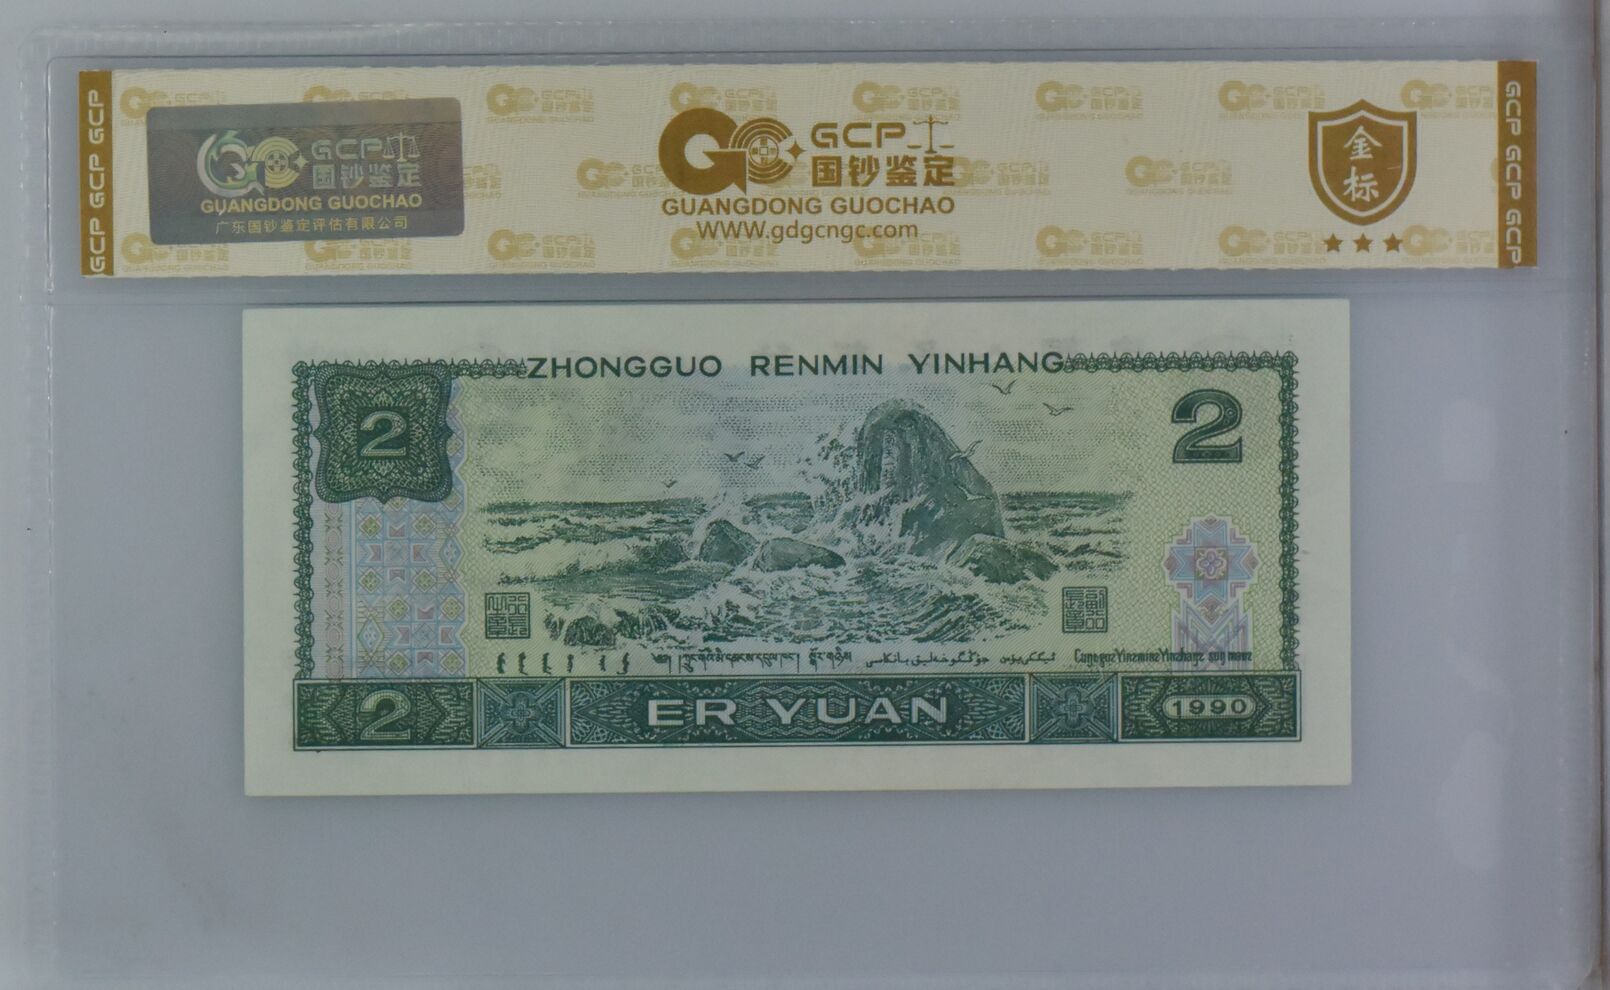 GCP GCP GCP
GCP
国钞鉴定
GUANGDONG GUOCHAO
广东国钞鉴定评估有限公司
GCP
国钞鉴定
GUANGDONG GUOCHAO
WWW.gdgcngc.com
金标
GCP GCP GCP
ZHONGGUO RENMIN YINHANG
2
2
2
ER YUAN
1990